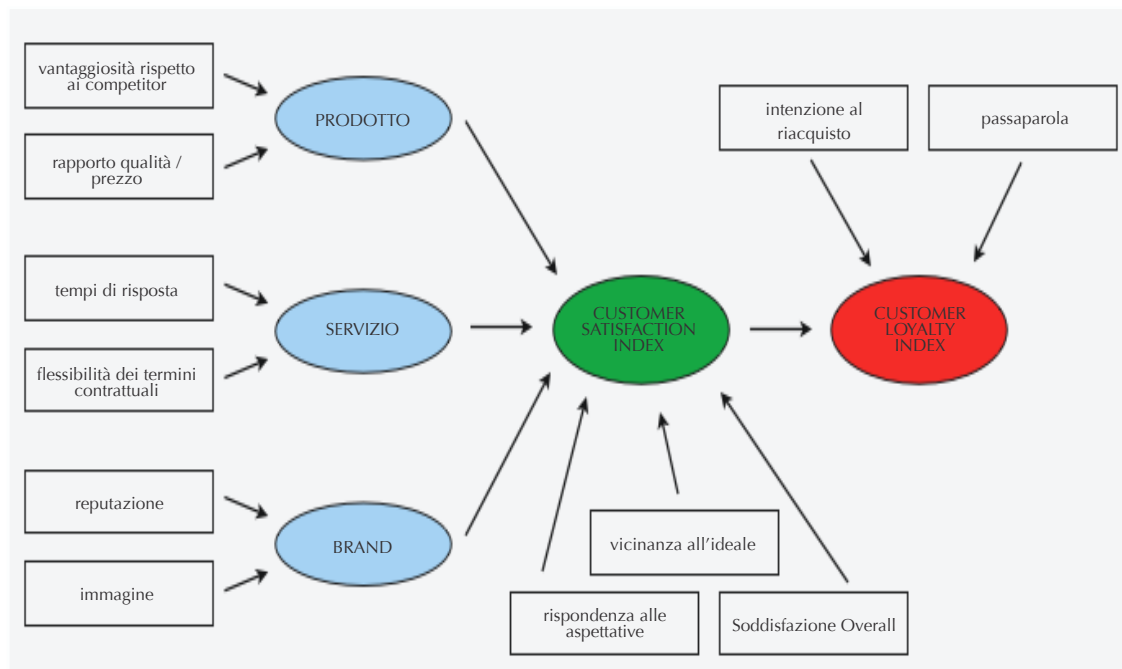 vantaggiosità rispetto
ai competitor
PRODOTTO
rapporto qualità /
prezzo
intenzione al
riacquisto
passaparola
tempi di risposta
SERVIZIO
flessibilità dei termini
contrattuali
CUSTOMER
SATISFACTION
INDEX
CUSTOMER
LOYALTY
INDEX
reputazione
BRAND
immagine
vicinanza all'ideale
rispondenza alle
aspettative
Soddisfazione Overall